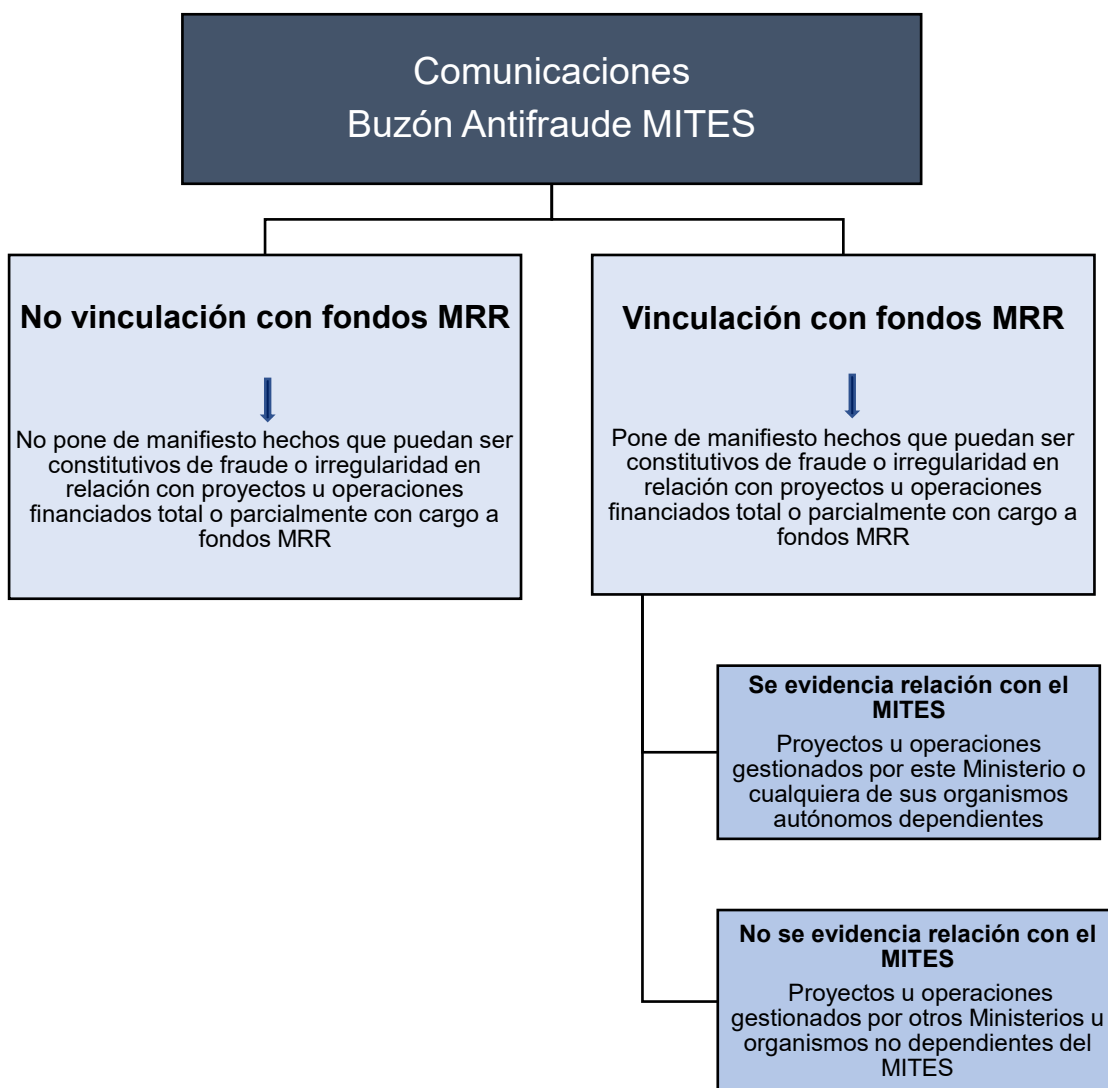 Comunicaciones
Buzón Antifraude MITES
No vinculación con fondos MRR
No pone de manifiesto hechos que puedan ser
constitutivos de fraude o irregularidad en
relación con proyectos u operaciones
financiados total o parcialmente con cargo a
fondos MRR
Vinculación con fondos MRR
Pone de manifiesto hechos que puedan ser
constitutivos de fraude o irregularidad en
relación con proyectos u operaciones
financiados total o parcialmente con cargo a
fondos MRR
Se evidencia relación con el
MITES
Proyectos u operaciones
gestionados por este Ministerio o
cualquiera de sus organismos
autónomos dependientes
No se evidencia relación con el
MITES
Proyectos u operaciones
gestionados por otros Ministerios u
organismos no dependientes del
MITES